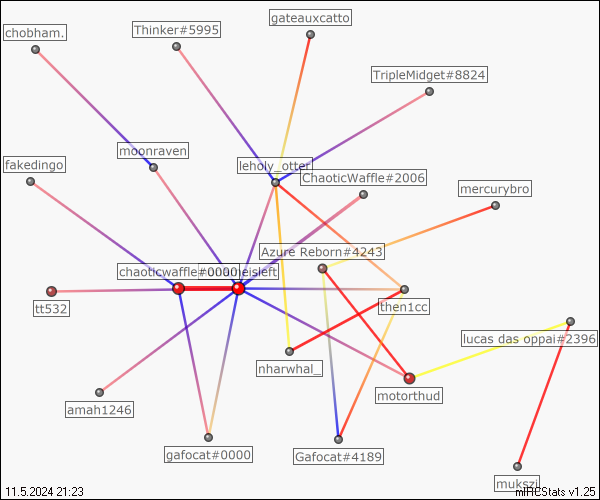 gateauxcatto
Thinker#5995
chobham.
TripleMidget#8824
moonraven
fakedingo
leholy_otter
ChaoticWaffle#2006
mercurybro
Azure Reborn#4243
chaoticwaffle#0000
eisleft
tt532
then1cc
lucas das oppai#2396
nharwhal_
motorthud
amah1246
gafocat#0000
Gafocat#4189
mukszi
11.5.2024 21:23
mIRCStats v1.25